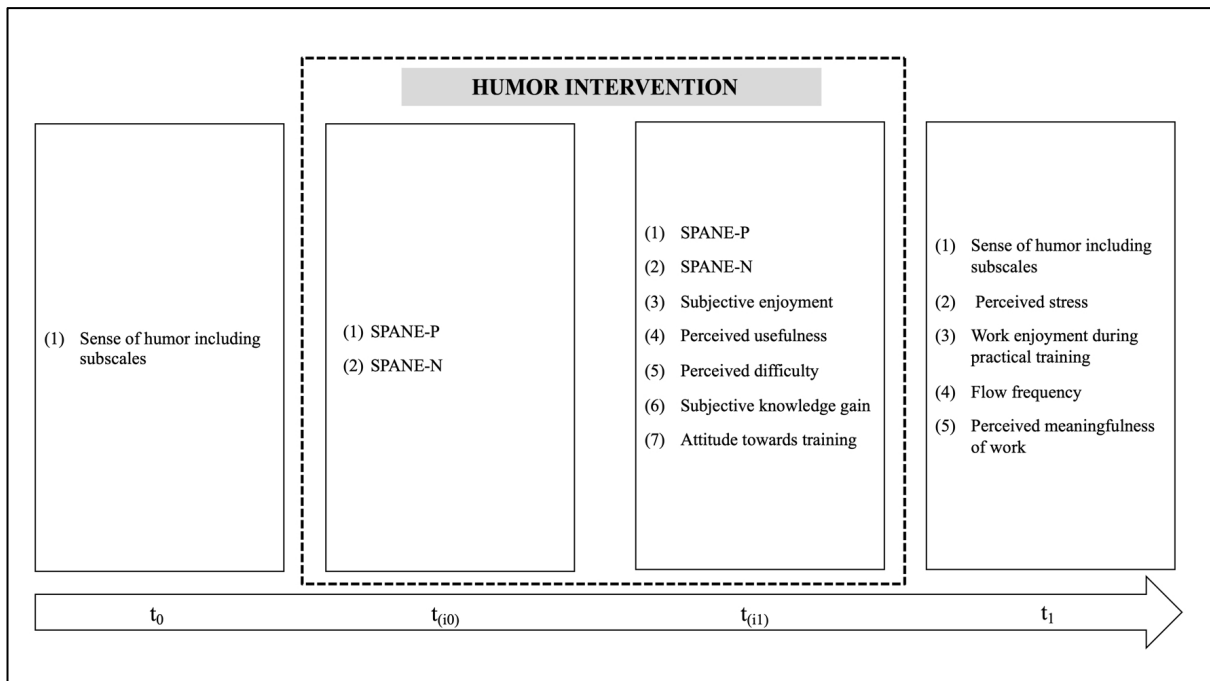 HUMOR INTERVENTION
(1) Sense of humor including
subscales
(1) SPANE-P
(2) SPANE-N
(1) SPANE-P
(2) SPANE-N
(3) Subjective enjoyment
(4) Perceived usefulness
(5) Perceived difficulty
(6) Subjective knowledge gain
(7) Attitude towards training
(1) Sense of humor including
subscales
(2) Perceived stress
(3) Work enjoyment during
practical training
(4) Flow frequency
(5) Perceived meaningfulness
of work
t0
t(i0)
t(i1)
t1